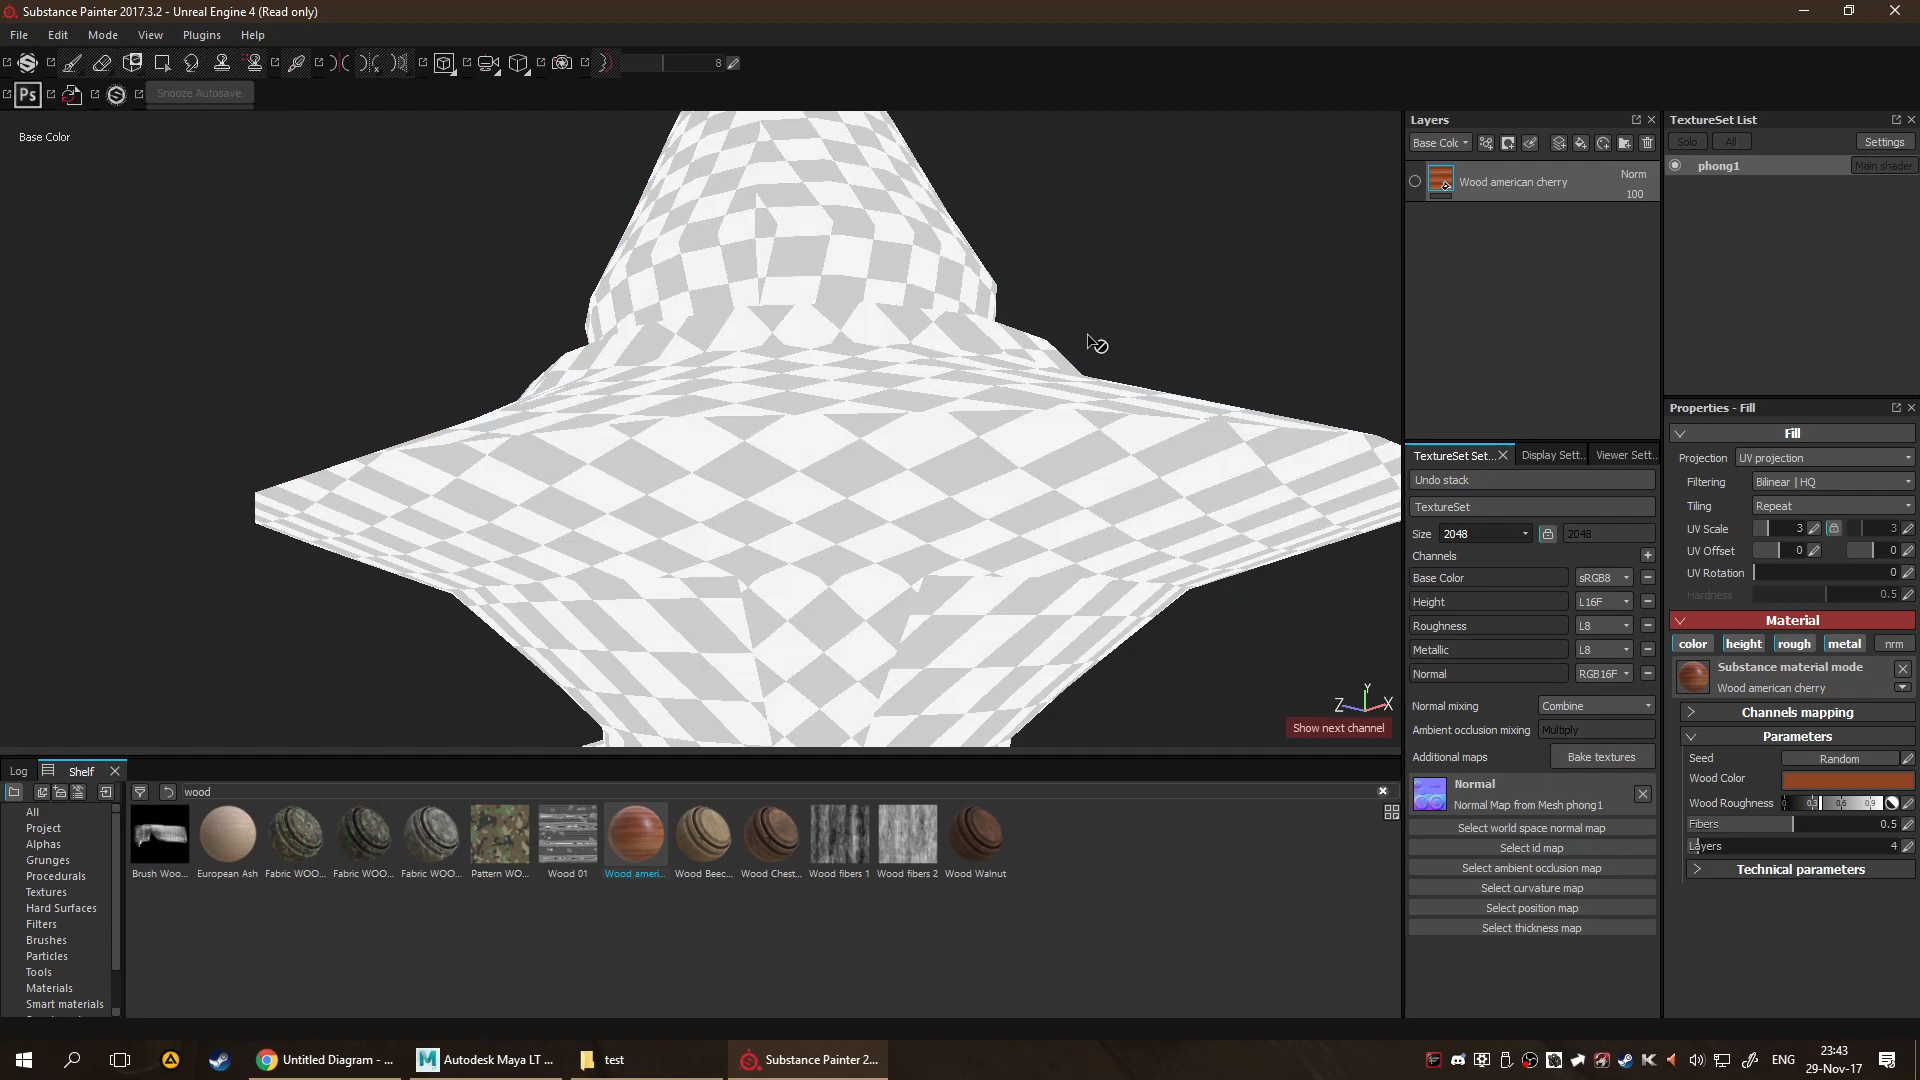 Substance Painter 2017.3.2 - Unreal Engine 4 (Read only)
File Edit Mode View Plugins Help
8
Ps Snooze Autosave
Base Color
Show next channel
Z Y X
Layers
Base Colc
Wood american cherry Norm
100
TextureSet List
Solo All Settings
phong1 Main shader
TextureSet Set... Display Sett.. Viewer Sett..
Undo stack
TextureSet
Size 2048 2048
Channels
Base Color sRGB8
Height L16F
Roughness L8
Metallic L8
Normal RGB16F
Normal mixing Combine
Ambient occlusion mixing Multiply
Additional maps Bake textures
Normal
Normal Map from Mesh phong1
Select world space normal map
Select id map
Select ambient occlusion map
Select curvature map
Select position map
Select thickness map
Properties - Fill
Fill
Projection UV projection
Filtering Bilinear | HQ
Tiling Repeat
UV Scale 3 3
UV Offset 0 0
UV Rotation 0
Hardness 0.5
Material
color height rough metal nrm
Substance material mode
Wood american cherry
Channels mapping
Parameters
Seed Random
Wood Color
Wood Roughness 0 0.3 0.6 0.9
Fibers 0.5
Layers 4
Technical parameters
Log Shelf
wood
All
Project
Alphas
Grunges
Procedurals
Textures
Hard Surfaces
Filters
Brushes
Particles
Tools
Materials
Smart materials
Brush Woo... European Ash Fabric WOO... Fabric WOO... Fabric WOO... Pattern WO... Wood 01 Wood ameri... Wood Beec... Wood Chest... Wood fibers 1 Wood fibers 2 Wood Walnut
Untitled Diagram - ... Autodesk Maya LT ... test Substance Painter 2...
ENG 23:43
29-Nov-17